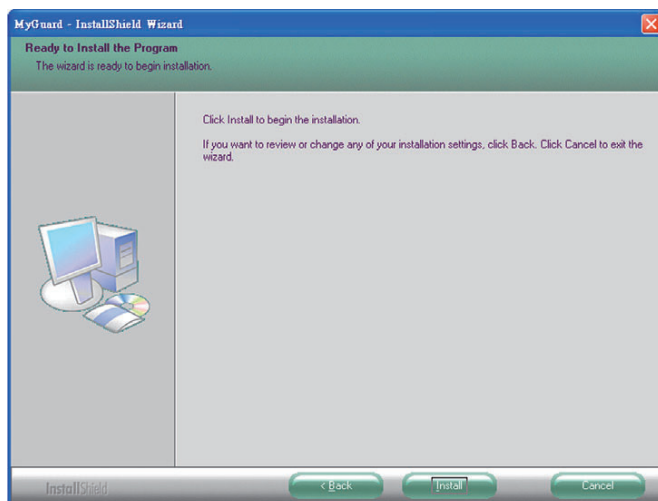 MyGuard - InstallShield Wizard
Ready to Install the Program
The wizard is ready to begin installation.
Click Install to begin the installation.
If you want to review or change any of your installation settings, click Back. Click Cancel to exit the
wizard.
InstallShield
< Back
Install
Cancel